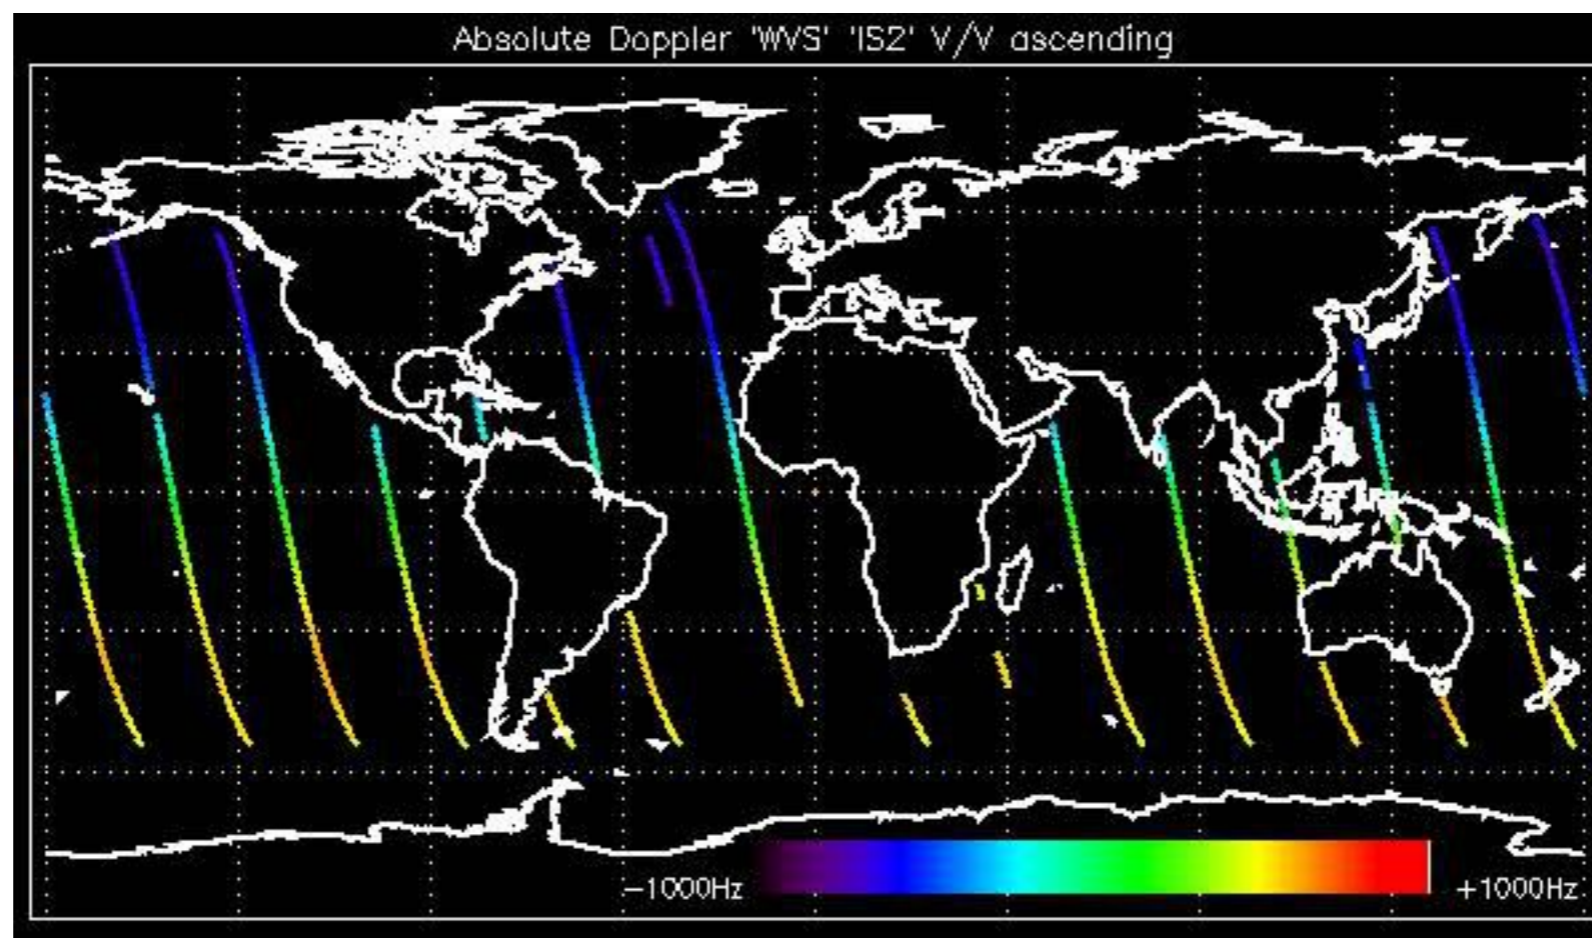 Absolute Doppler 'WVS' 'IS2' V/V ascending
−1000Hz +1000Hz